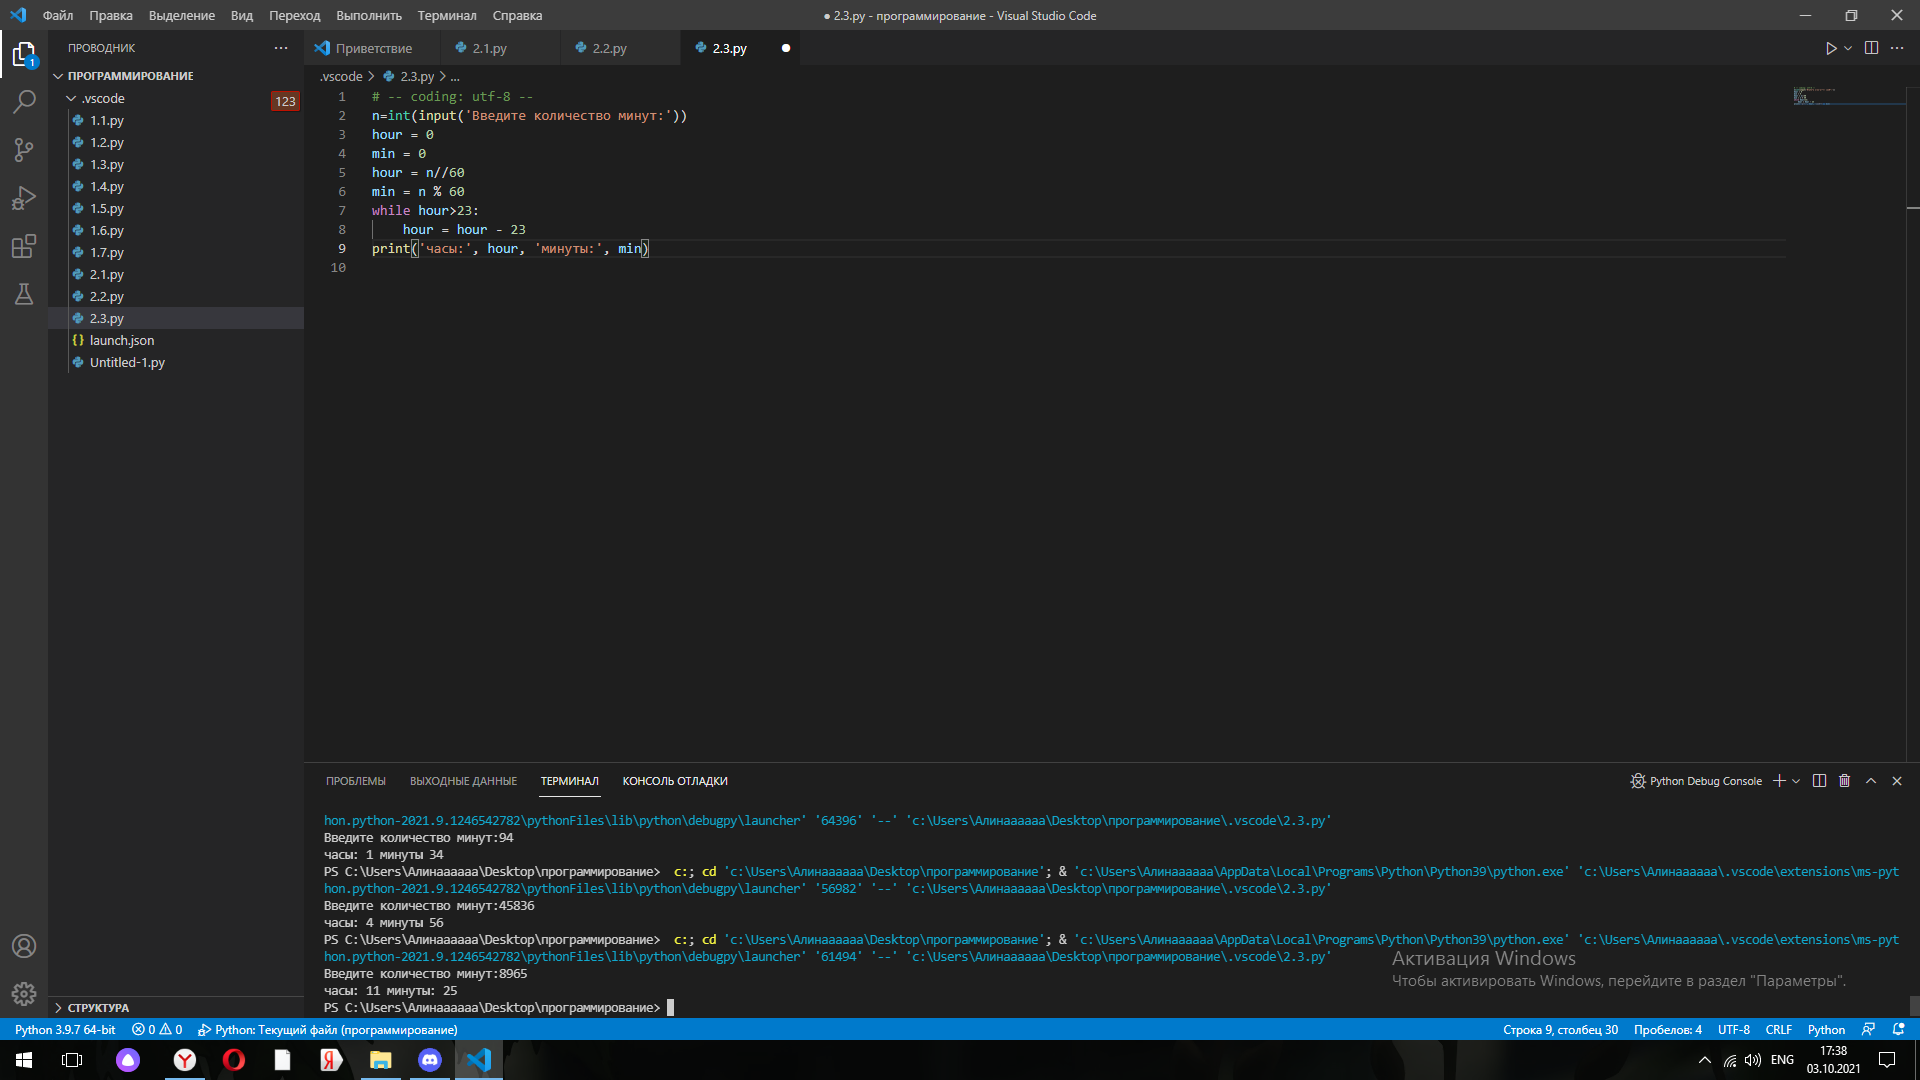 Файл Правка Выделение Вид Переход Выполнить Терминал Справка
● 2.3.py - программирование - Visual Studio Code
ПРОВОДНИК
Приветствие 2.1.py 2.2.py 2.3.py
1
ПРОГРАММИРОВАНИЕ
.vscode > 2.3.py > ...
.vscode
123
1.1.py
1.2.py
1.3.py
1.4.py
1.5.py
1.6.py
1.7.py
2.1.py
2.2.py
2.3.py
launch.json
Untitled-1.py
1 # -- coding: utf-8 --
2 n=int(input('Введите количество минут:'))
3 hour = 0
4 min = 0
5 hour = n//60
6 min = n % 60
7 while hour>23:
8 hour = hour - 23
9 print('часы:', hour, 'минуты:', min)
10
ПРОБЛЕМЫ ВЫХОДНЫЕ ДАННЫЕ ТЕРМИНАЛ КОНСОЛЬ ОТЛАДКИ
Python Debug Console
hon.python-2021.9.1246542782\pythonFiles\lib\python\debugpy\launcher' '64396' '--' 'c:\Users\Алинаааааа\Desktop\программирование\.vscode\2.3.py'
Введите количество минут:94
часы: 1 минуты 34
PS C:\Users\Алинаааааа\Desktop\программирование> c:; cd 'c:\Users\Алинаааааа\Desktop\программирование'; & 'c:\Users\Алинаааааа\AppData\Local\Programs\Python\Python39\python.exe' 'c:\Users\Алинаааааа\.vscode\extensions\ms-pyt
hon.python-2021.9.1246542782\pythonFiles\lib\python\debugpy\launcher' '56982' '--' 'c:\Users\Алинаааааа\Desktop\программирование\.vscode\2.3.py'
Введите количество минут:45836
часы: 4 минуты 56
PS C:\Users\Алинаааааа\Desktop\программирование> c:; cd 'c:\Users\Алинаааааа\Desktop\программирование'; & 'c:\Users\Алинаааааа\AppData\Local\Programs\Python\Python39\python.exe' 'c:\Users\Алинаааааа\.vscode\extensions\ms-pyt
hon.python-2021.9.1246542782\pythonFiles\lib\python\debugpy\launcher' '61494' '--' 'c:\Users\Алинаааааа\Desktop\программирование\.vscode\2.3.py'
Введите количество минут:8965
часы: 11 минуты: 25
PS C:\Users\Алинаааааа\Desktop\программирование>
Активация Windows
Чтобы активировать Windows, перейдите в раздел "Параметры".
СТРУКТУРА
Python 3.9.7 64-bit 0 0 Python: Текущий файл (программирование)
Строка 9, столбец 30 Пробелов: 4 UTF-8 CRLF Python
ENG
17:38
03.10.2021